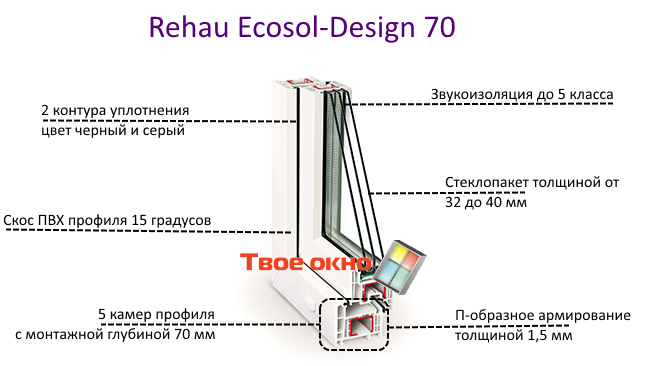 Rehau Ecosol-Design 70
2 контура уплотнения
цвет черный и серый
Звукоизоляция до 5 класса
Стеклопакет толщиной от
32 до 40 мм
Скос ПВХ профиля 15 градусов
Твое окно
5 камер профиля
с монтажной глубиной 70 мм
П-образное армирование
толщиной 1,5 мм